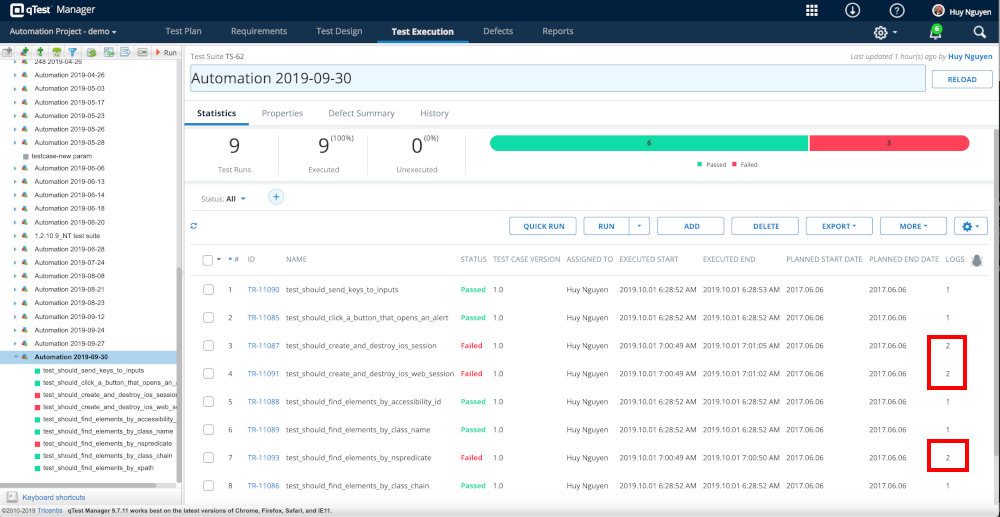 qTest Manager
Huy Nguyen
Automation Project - demo
Test Plan Requirements Test Design Test Execution Defects Reports
6
Run
248 2019-04-26
Automation 2019-04-26
Automation 2019-05-03
Automation 2019-05-17
Automation 2019-05-23
Automation 2019-05-26
Automation 2019-05-28
testcase-new param
Automation 2019-06-06
Automation 2019-06-13
Automation 2019-06-14
Automation 2019-06-18
Automation 2019-06-20
1.2.10.9_NT test suite
Automation 2019-06-28
Automation 2019-07-24
Automation 2019-08-08
Automation 2019-08-21
Automation 2019-08-23
Automation 2019-09-12
Automation 2019-09-24
Automation 2019-09-27
Automation 2019-09-30
test_should_send_keys_to_inputs
test_should_click_a_button_that_opens_an_a
test_should_create_and_destroy_ios_session
test_should_create_and_destroy_ios_web_s
test_should_find_elements_by_accessibility_
test_should_find_elements_by_class_name
test_should_find_elements_by_nspredicate
test_should_find_elements_by_class_chain
test_should_find_elements_by_xpath
Keyboard shortcuts
Test Suite TS-62
Last updated 1 hour(s) ago by Huy Nguyen
Automation 2019-09-30
RELOAD
Statistics Properties Defect Summary History
9 9 (100%) 0 (0%)
Test Runs Executed Unexecuted
6 3
Passed Failed
Status: All
QUICK RUN RUN ADD DELETE EXPORT MORE
# ID NAME STATUS TEST CASE VERSION ASSIGNED TO EXECUTED START EXECUTED END PLANNED START DATE PLANNED END DATE LOGS
1 TR-11090 test_should_send_keys_to_inputs Passed 1.0 Huy Nguyen 2019.10.01 6:28:52 AM 2019.10.01 6:28:53 AM 2017.06.06 2017.06.06 1
2 TR-11085 test_should_click_a_button_that_opens_an_alert Passed 1.0 Huy Nguyen 2019.10.01 6:28:52 AM 2019.10.01 6:28:52 AM 2017.06.06 2017.06.06 1
3 TR-11087 test_should_create_and_destroy_ios_session Failed 1.0 Huy Nguyen 2019.10.01 7:00:49 AM 2019.10.01 7:01:05 AM 2017.06.06 2017.06.06 2
4 TR-11091 test_should_create_and_destroy_ios_web_session Failed 1.0 Huy Nguyen 2019.10.01 7:00:49 AM 2019.10.01 7:01:02 AM 2017.06.06 2017.06.06 2
5 TR-11088 test_should_find_elements_by_accessibility_id Passed 1.0 Huy Nguyen 2019.10.01 6:28:52 AM 2019.10.01 6:28:52 AM 2017.06.06 2017.06.06 1
6 TR-11089 test_should_find_elements_by_class_name Passed 1.0 Huy Nguyen 2019.10.01 6:28:52 AM 2019.10.01 6:28:52 AM 2017.06.06 2017.06.06 1
7 TR-11093 test_should_find_elements_by_nspredicate Failed 1.0 Huy Nguyen 2019.10.01 7:00:49 AM 2019.10.01 7:00:50 AM 2017.06.06 2017.06.06 2
8 TR-11086 test_should_find_elements_by_class_chain Passed 1.0 Huy Nguyen 2019.10.01 6:28:52 AM 2019.10.01 6:28:52 AM 2017.06.06 2017.06.06 1
©2010-2019 Tricentis qTest Manager 9.7.11 works best on the latest versions of Chrome, Firefox, Safari, and IE11.